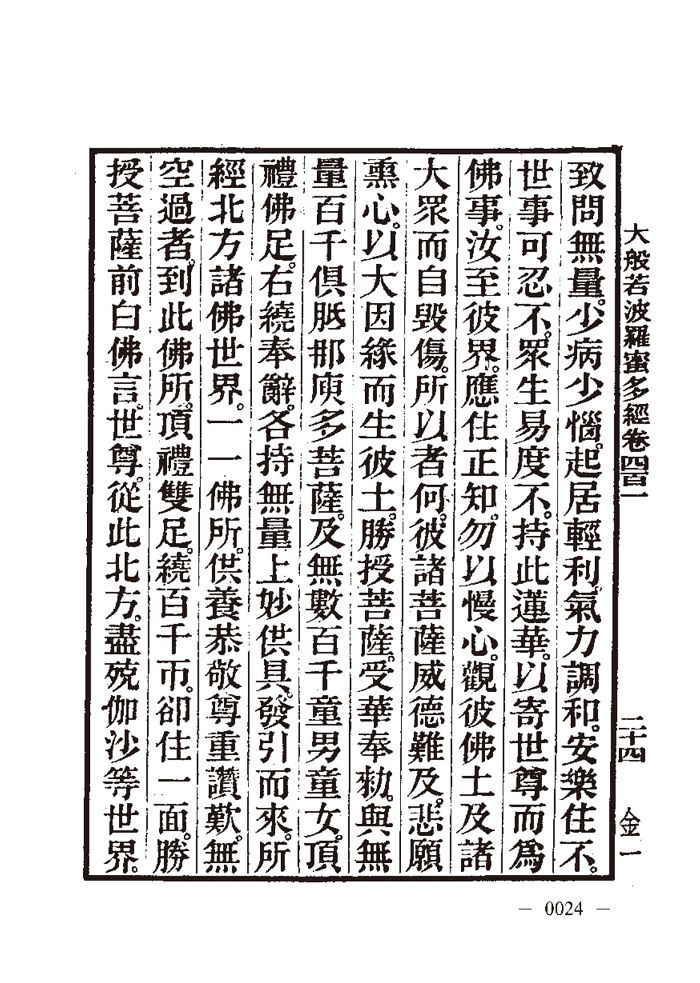 大般若波羅蜜多經卷四百一
二十四
金一
致問無量。少病少惱。起居輕利。氣力調和。安樂住不。
世事可忍不。眾生易度不。持此蓮華。以寄世尊而爲
佛事。汝至彼界。應住正知。勿以慢心。觀彼佛土及諸
大眾而自毀傷。所以者何。彼諸菩薩威德難及。悲願
熏心。以大因緣而生彼土。勝授菩薩。受華奉勑。與無
量百千俱胝那庾多菩薩。及無數百千童男童女。頂
禮佛足。右繞奉辭。各持無量上妙供具。發引而來。所
經北方諸佛世界。一一佛所。供養恭敬尊重讚歎。無
空過者。到此佛所。頂禮雙足。繞百千帀。卻住一面。勝
授菩薩前白佛言。世尊。從此北方。盡殑伽沙等世界。
— 0024 —